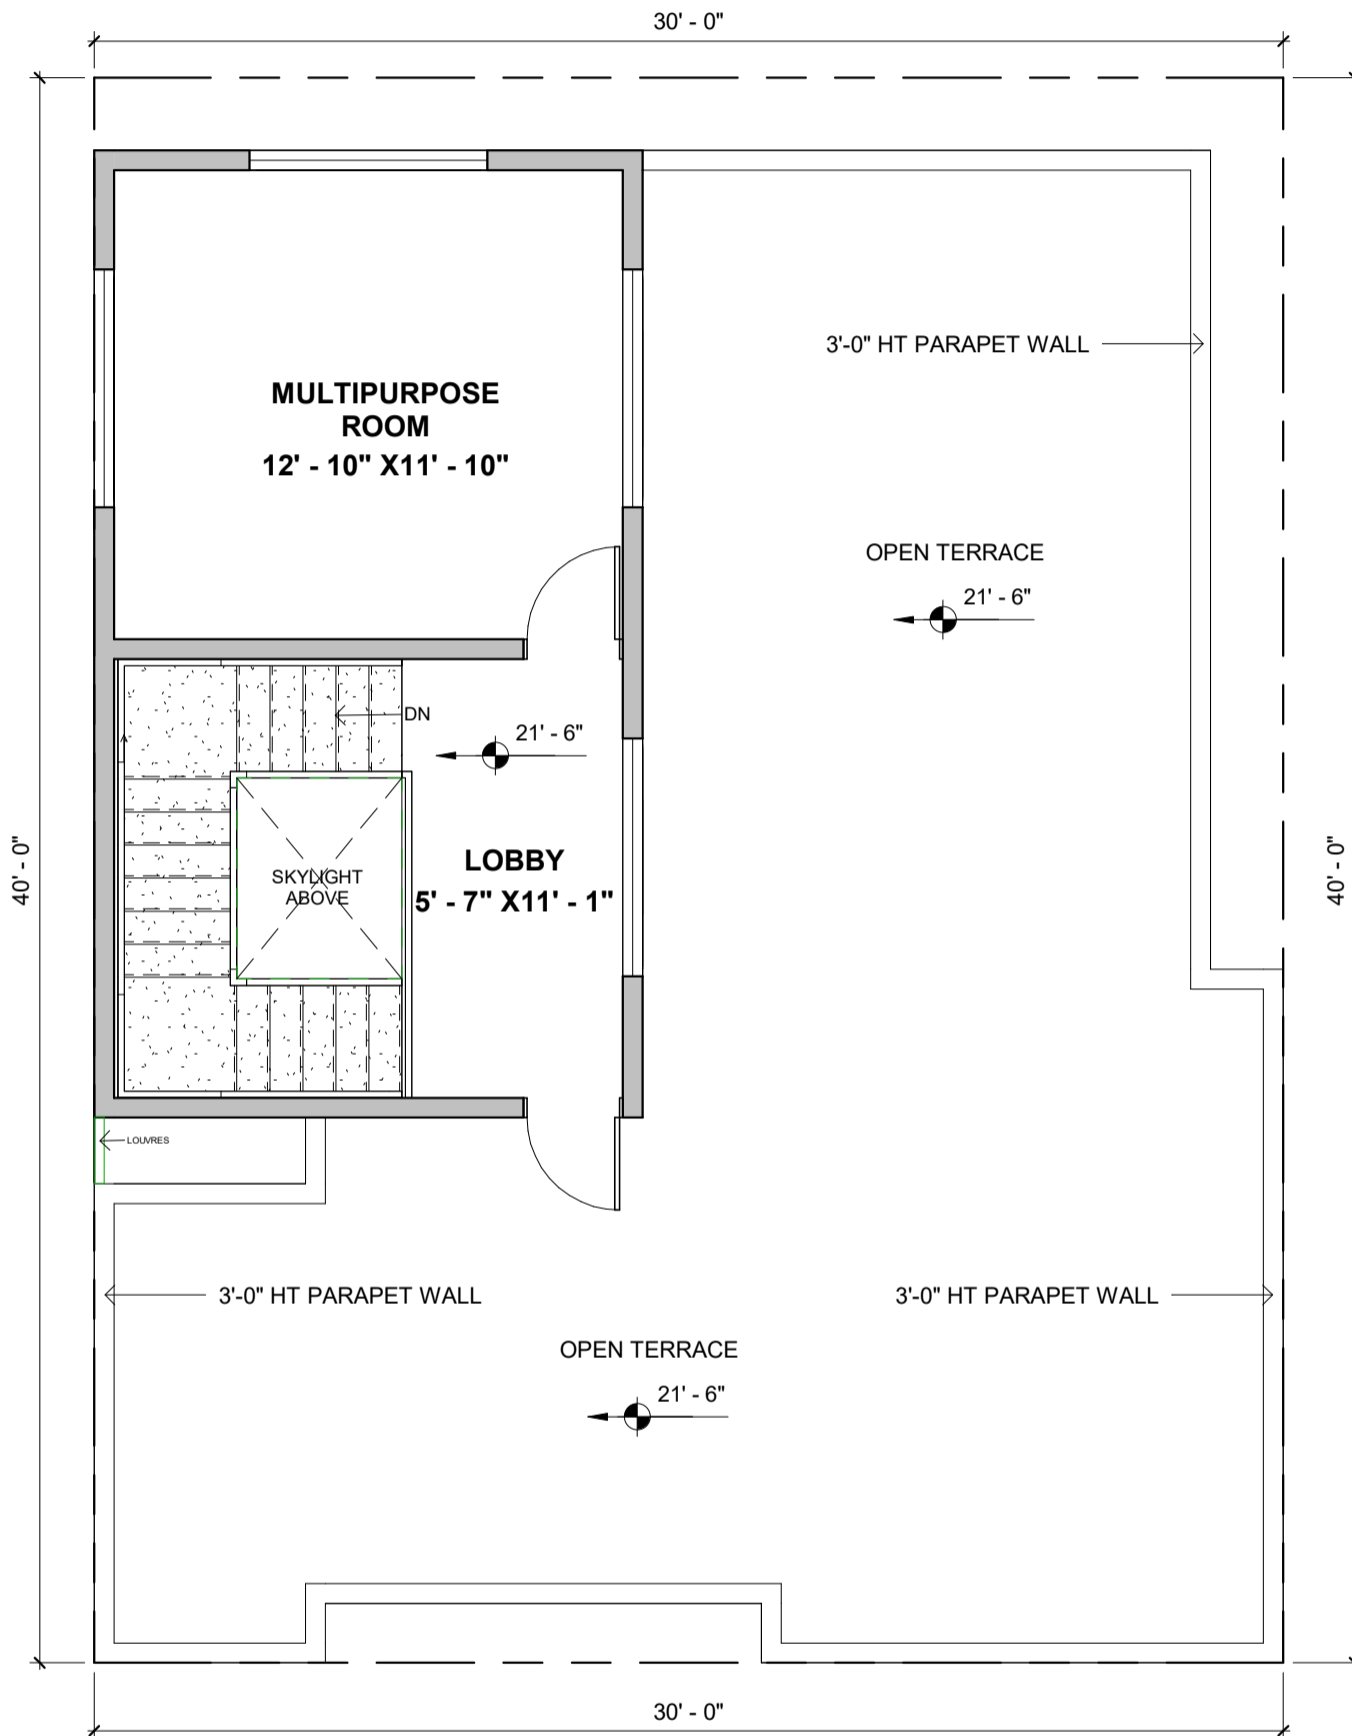 30' - 0"
3'-0" HT PARAPET WALL
MULTIPURPOSE
ROOM
12' - 10" X11' - 10"
OPEN TERRACE
21' - 6"
DN
21' - 6"
40' - 0"
40' - 0"
LOBBY
5' - 7" X11' - 1"
SKYLIGHT
ABOVE
LOUVRES
3'-0" HT PARAPET WALL
3'-0" HT PARAPET WALL
OPEN TERRACE
21' - 6"
30' - 0"